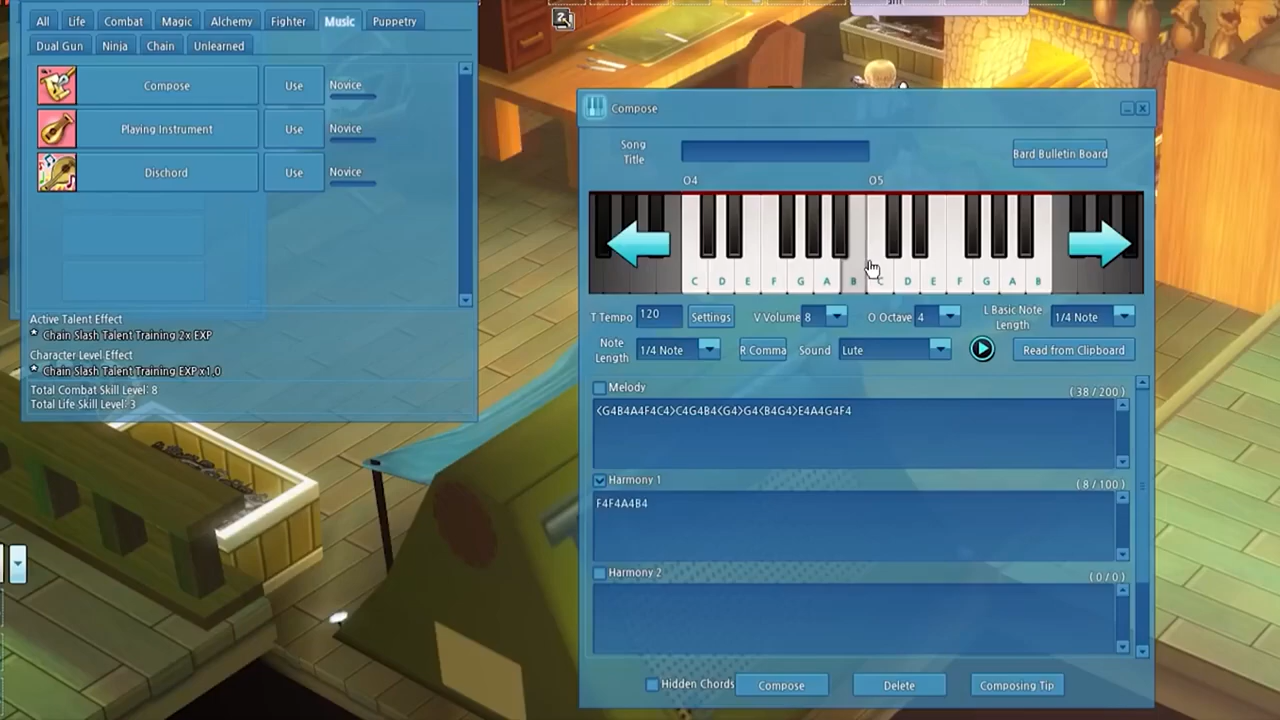 All Life Combat Magic Alchemy Fighter Music Puppetry
Dual Gun Ninja Chain Unlearned
Compose Use Novice
Playing Instrument Use Novice
Discord Use Novice
Active Talent Effect
* Chain Slash Talent Training 2x EXP
Character Level Effect
* Chain Slash Talent Training EXP x1.0
Total Combat Skill Level: 8
Total Life Skill Level: 3
Compose
Song Title
Bard Bulletin Board
O4 O5
C D E F G A B C D E F G A B
T Tempo 120 Settings V Volume 8 O Octave 4 L Basic Note Length 1/4 Note
Note Length 1/4 Note R Comma Sound Lute Read from Clipboard
Melody (38/200)
<G4B4A4F4C4>C4G4B4<G4>G4<B4G4>E4A4G4F4
Harmony 1 (8/100)
F4F4A4B4
Harmony 2 (0/0)
Hidden Chords Compose Delete Composing Tip